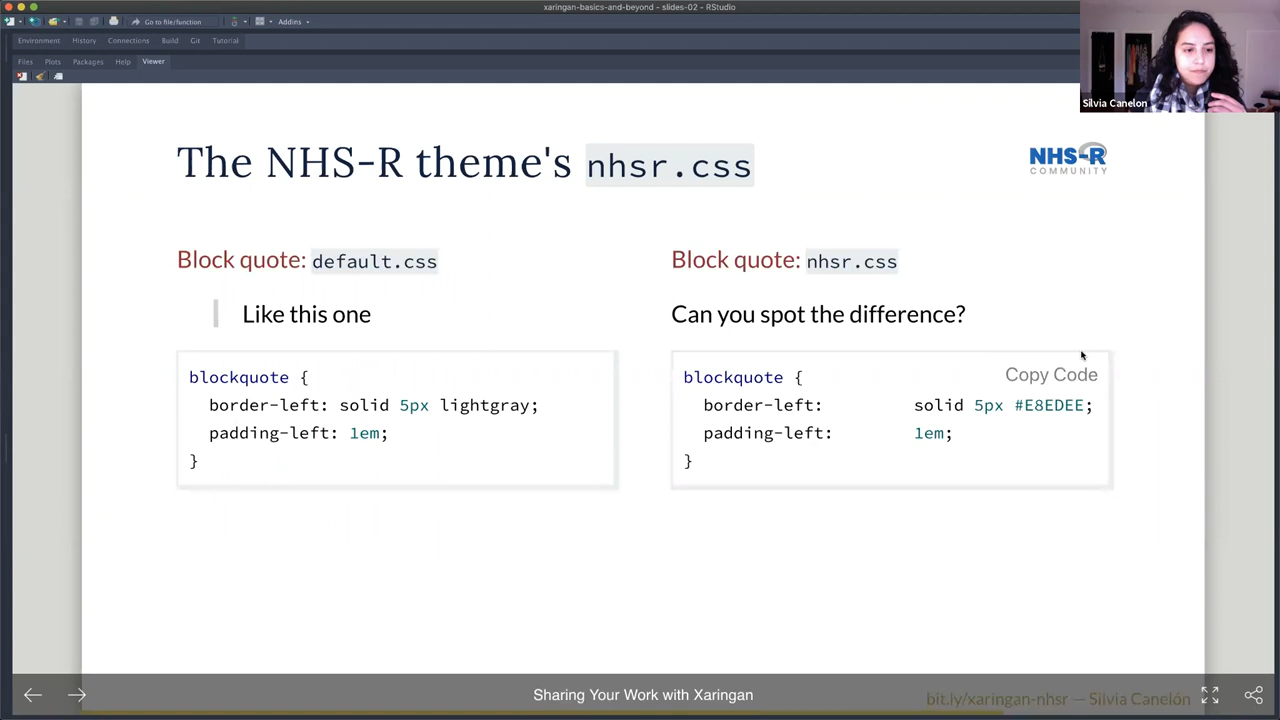 xaringan-basics-and-beyond - slides-02 - RStudio
Go to file/function
Addins
Environment History Connections Build Git Tutorial
Files Plots Packages Help Viewer
Silvia Canelon
The NHS-R theme's nhsr.css
NHS-R
COMMUNITY
Block quote: default.css
Like this one
blockquote {
border-left: solid 5px lightgray;
padding-left: 1em;
}
Block quote: nhsr.css
Can you spot the difference?
Copy Code
blockquote {
border-left: solid 5px #E8EDEE;
padding-left: 1em;
}
Sharing Your Work with Xaringan
bit.ly/xaringan-nhsr — Silvia Canelón